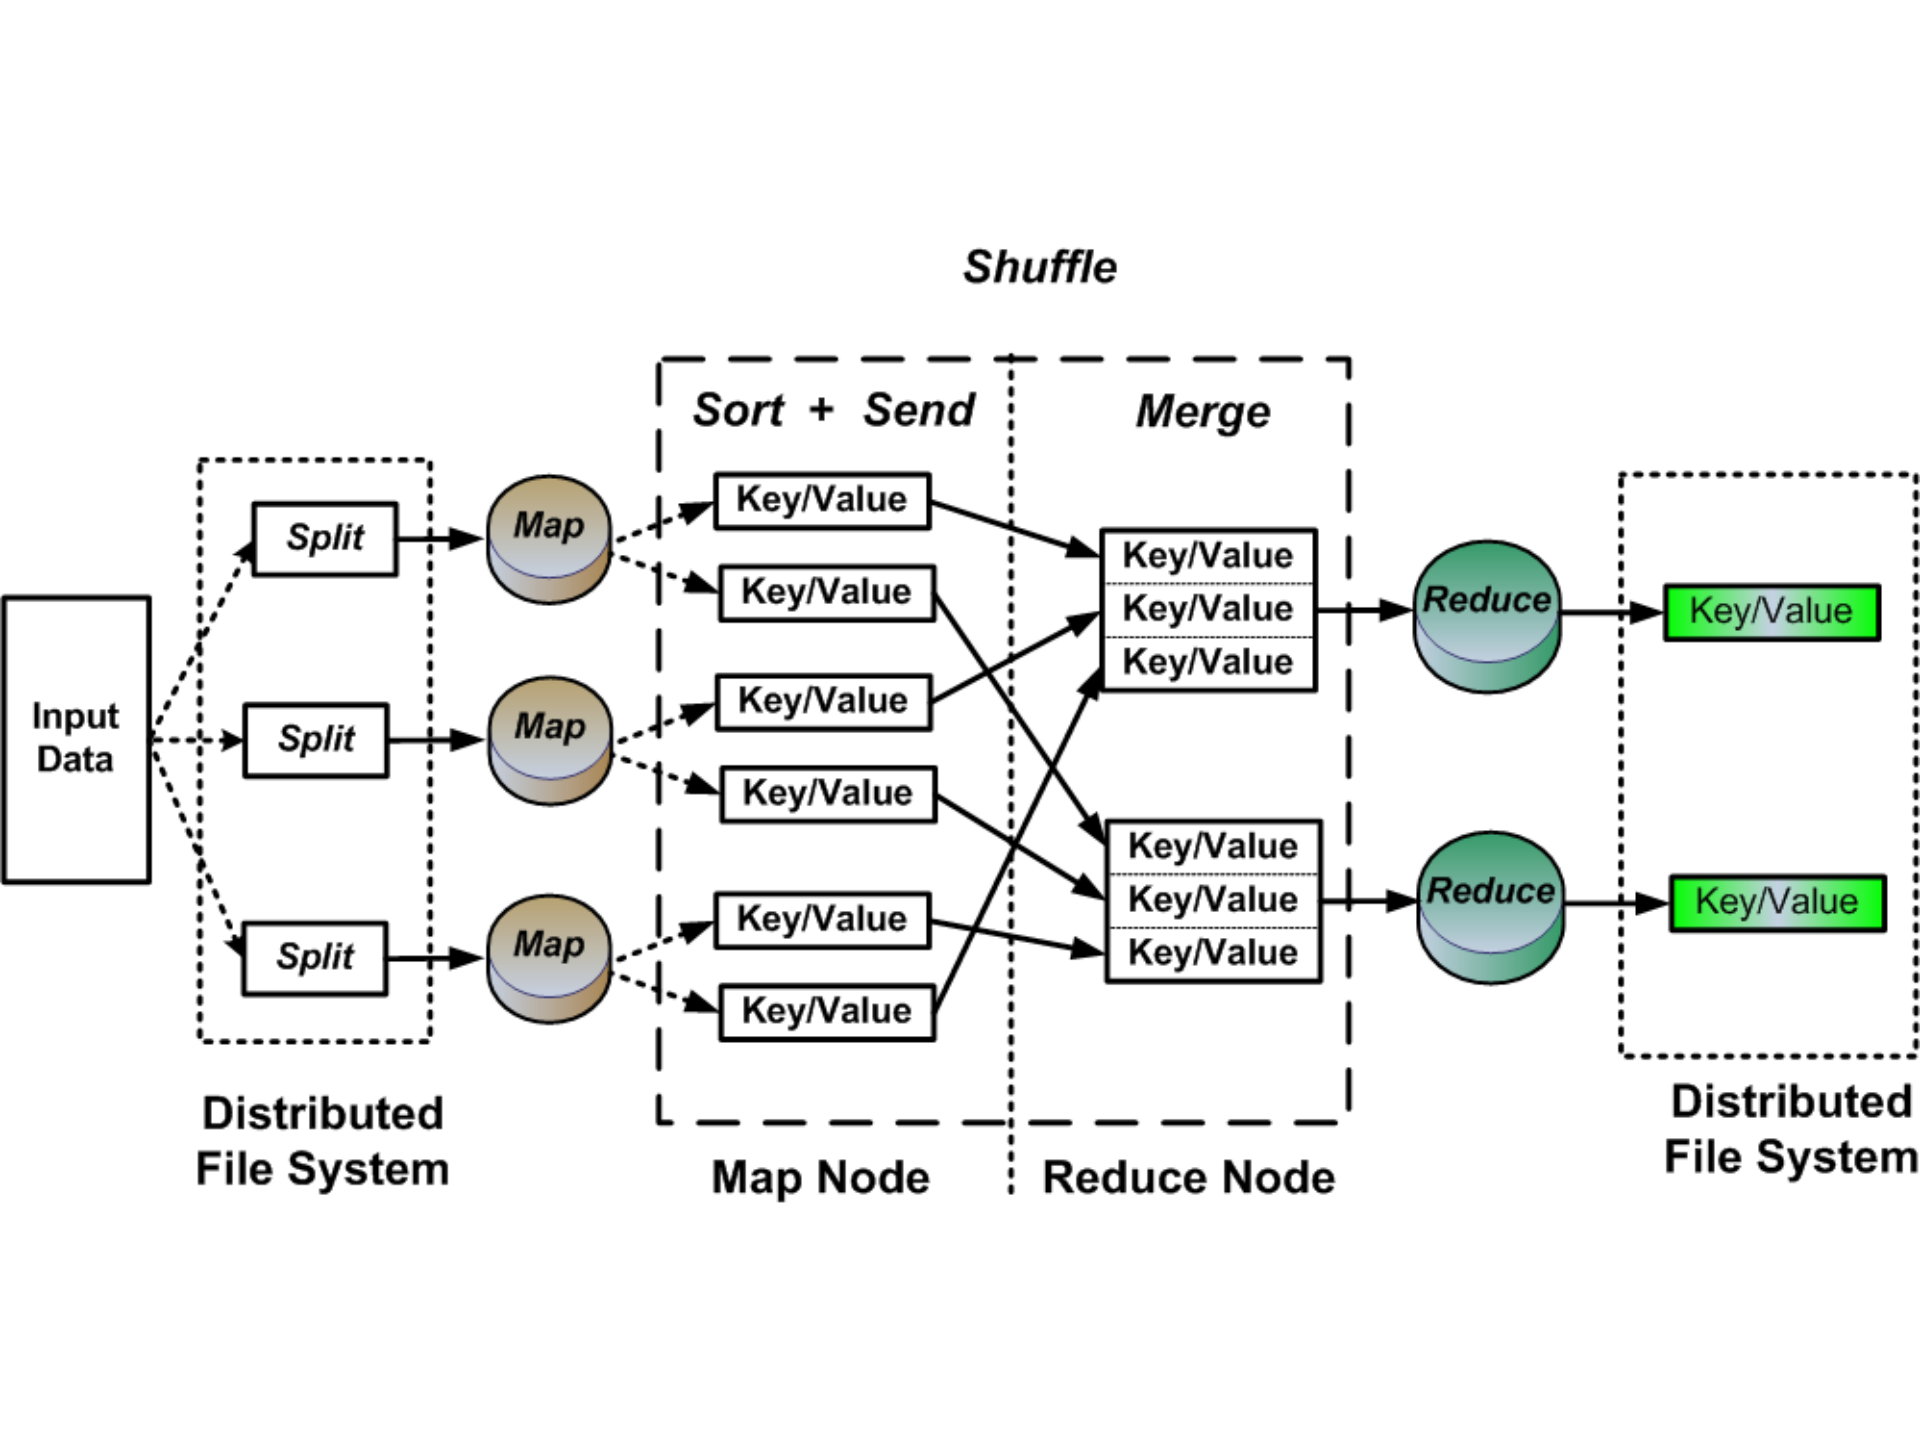 Shuffle
Sort + Send
Merge
Input
Data
Split
Split
Split
Map
Map
Map
Key/Value
Key/Value
Key/Value
Key/Value
Key/Value
Key/Value
Key/Value
Key/Value
Key/Value
Key/Value
Key/Value
Key/Value
Reduce
Reduce
Key/Value
Key/Value
Distributed
File System
Map Node
Reduce Node
Distributed
File System